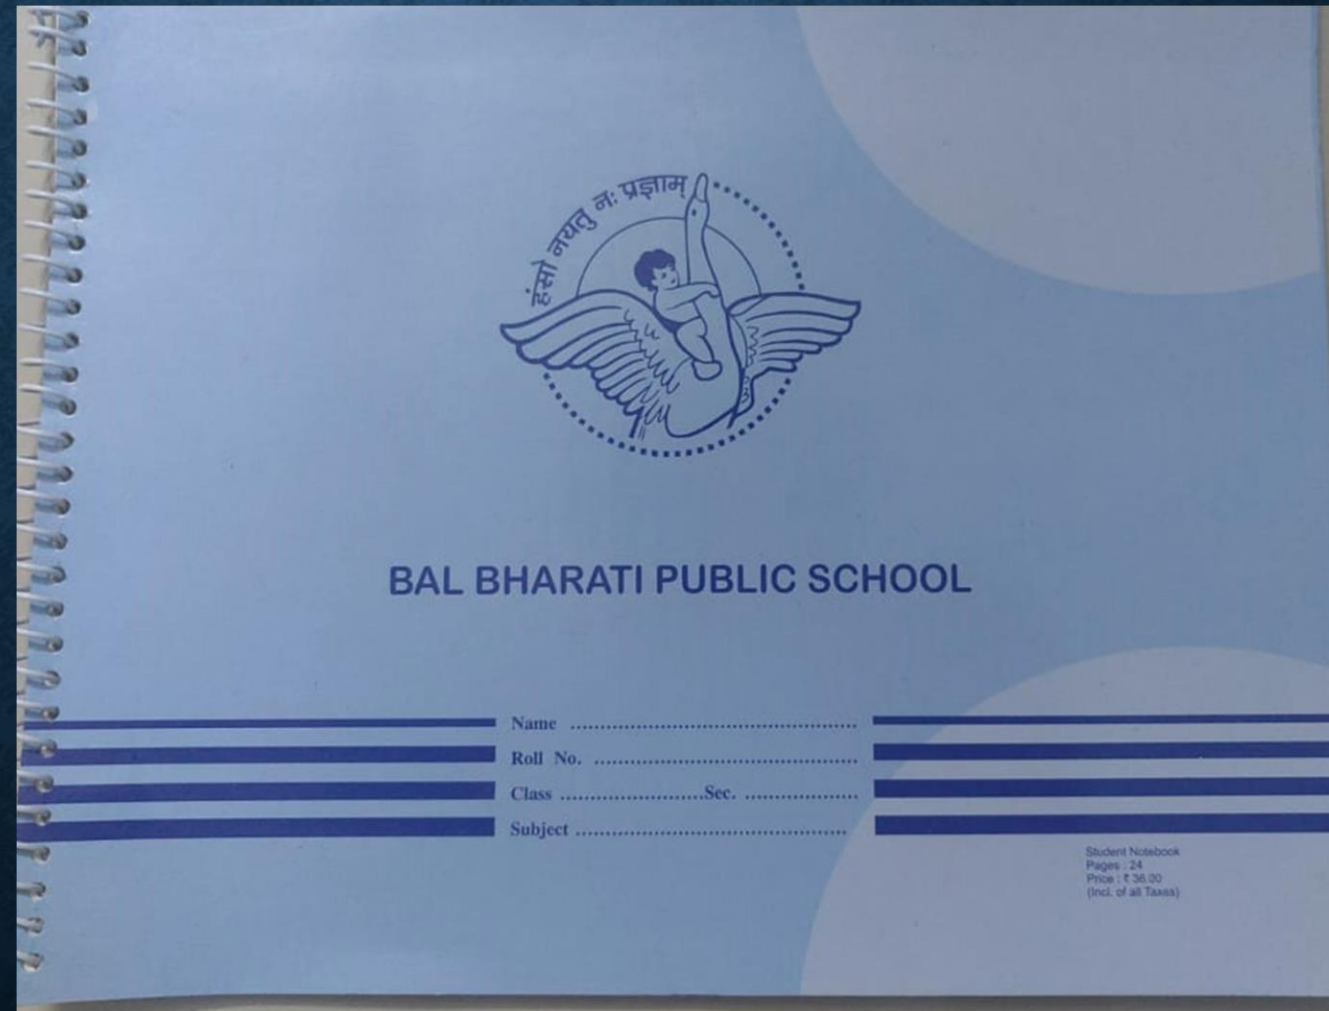 हंसो नयतु नः प्रज्ञाम्
BAL BHARATI PUBLIC SCHOOL
Name ................................................
Roll No. ............................................
Class ........................Sec. ...................
Subject .............................................
Student Notebook
Pages : 24
Price : ₹ 36.00
(Incl. of all Taxes)